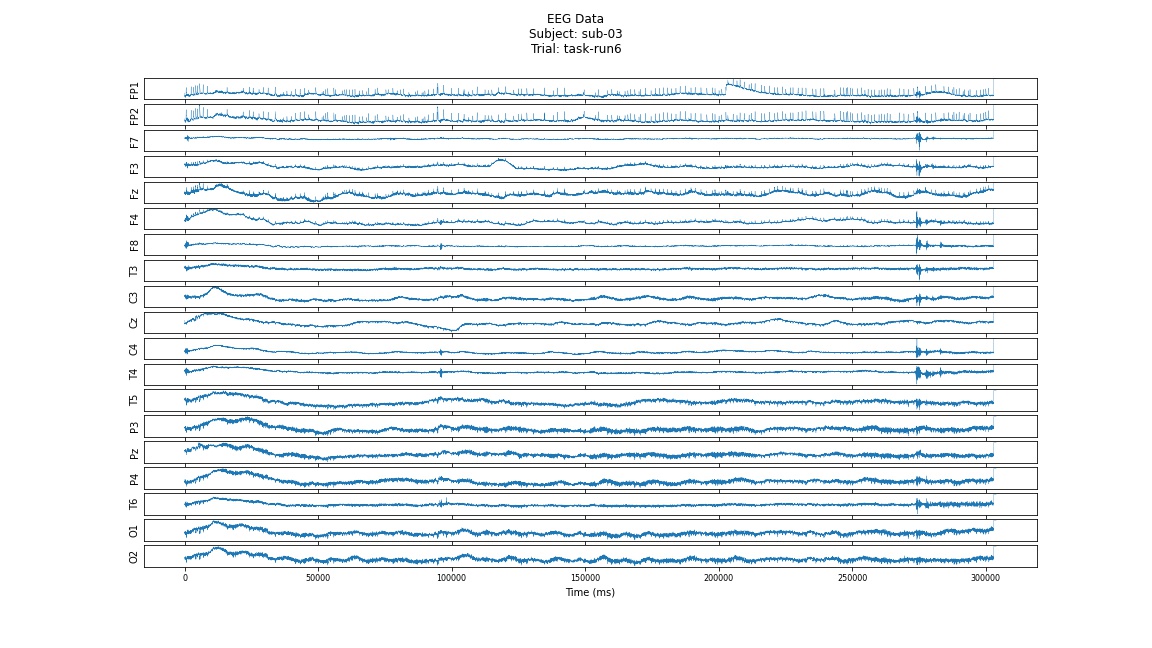 EEG Data
Subject: sub-03
Trial: task-run6
FP1
FP2
F7
F3
Fz
F4
F8
T3
C3
Cz
C4
T4
T5
P3
Pz
P4
T6
O1
O2
0 50000 100000 150000 200000 250000 300000
Time (ms)